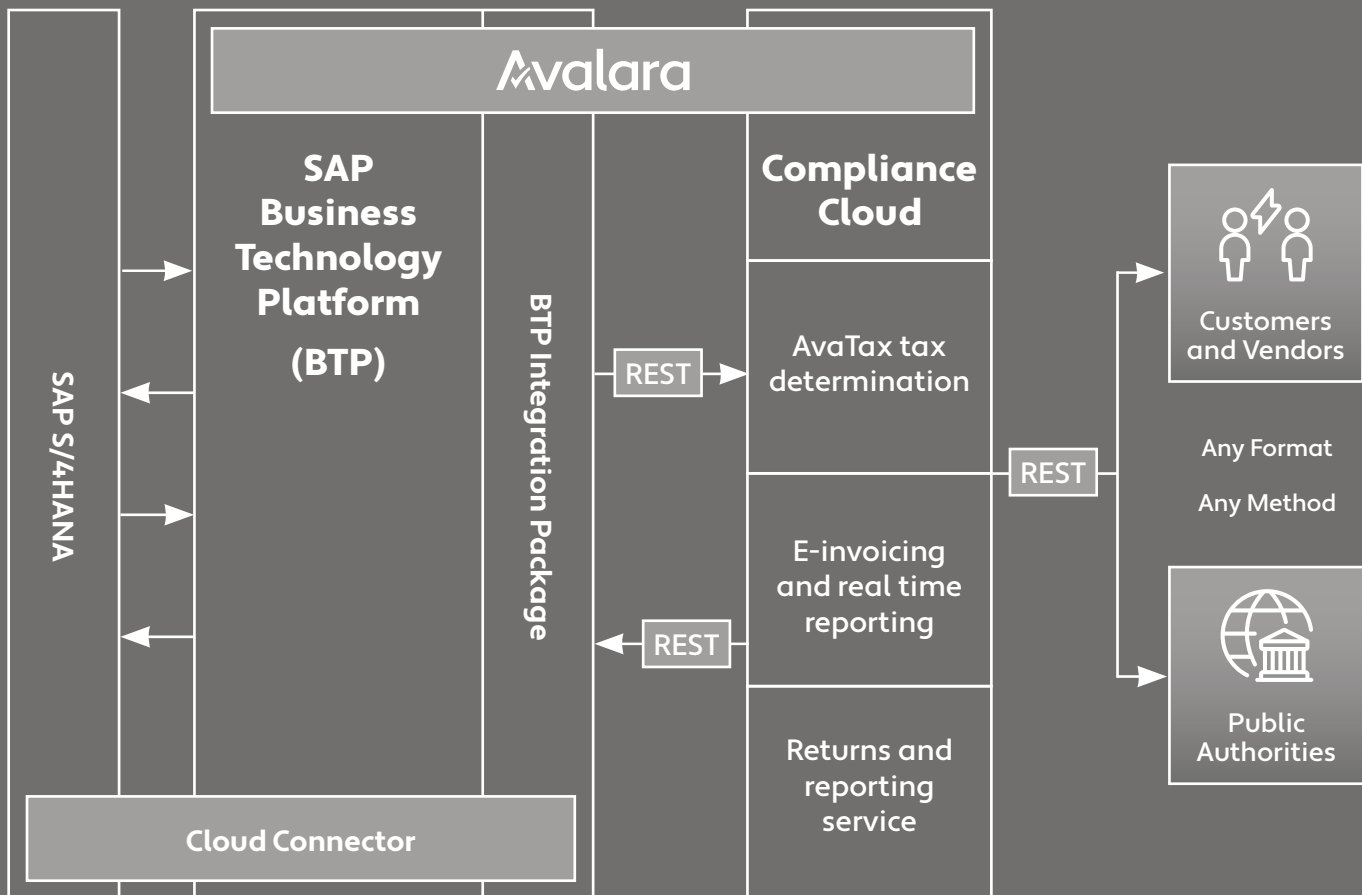 Avalara
SAP S/4HANA
SAP
Business
Technology
Platform
(BTP)
BTP Integration Package
Cloud Connector
REST
REST
Compliance
Cloud
AvaTax tax
determination
E-invoicing
and real time
reporting
Returns and
reporting
service
REST
Customers
and Vendors
Any Format
Any Method
Public
Authorities